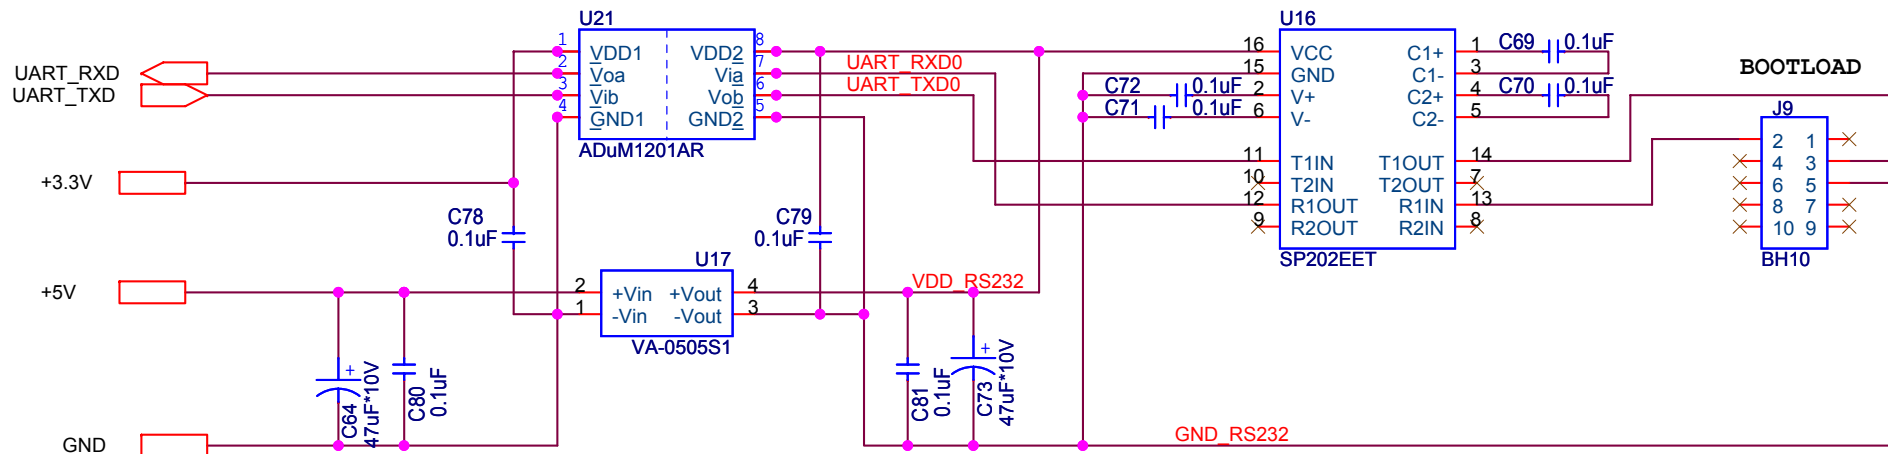 U21
U16
1 VDD1 VDD2 8
2 Voa Via 7
3 Vib Vob 6
4 GND1 GND2 5
ADuM1201AR
UART_RXD
UART_TXD
UART_RXD0
UART_TXD0
16 VCC C1+ 1
15 GND C1- 3
2 V+ C2+ 4
6 V- C2- 5
11 T1IN T1OUT 14
10 T2IN T2OUT 7
12 R1OUT R1IN 13
9 R2OUT R2IN 8
SP202EET
C69 0.1uF
C70 0.1uF
C72 0.1uF
C71 0.1uF
BOOTLOAD
J9
2 1
4 3
6 5
8 7
10 9
BH10
+3.3V
C78
0.1uF
C79
0.1uF
U17
+5V
2 +Vin +Vout 4
1 -Vin -Vout 3
VA-0505S1
VDD_RS232
+
C64
47uF*10V
C80
0.1uF
C81
0.1uF
+
C73
47uF*10V
GND
GND_RS232